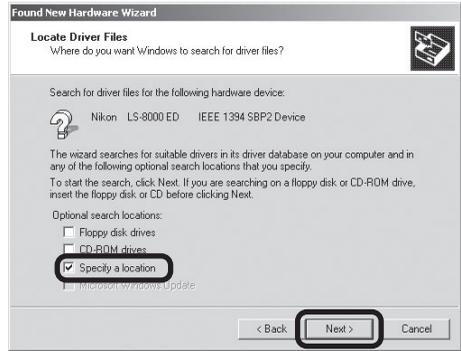 Found New Hardware Wizard
Locate Driver Files
Where do you want Windows to search for driver files?
Search for driver files for the following hardware device:
Nikon LS-8000 ED IEEE 1394 SBP2 Device
The wizard searches for suitable drivers in its driver database on your computer and in
any of the following optional search locations that you specify.
To start the search, click Next. If you are searching on a floppy disk or CD-ROM drive,
insert the floppy disk or CD before clicking Next.
Optional search locations:
Floppy disk drives
CD-ROM drives
Specify a location
Microsoft Windows Update
< Back Next > Cancel